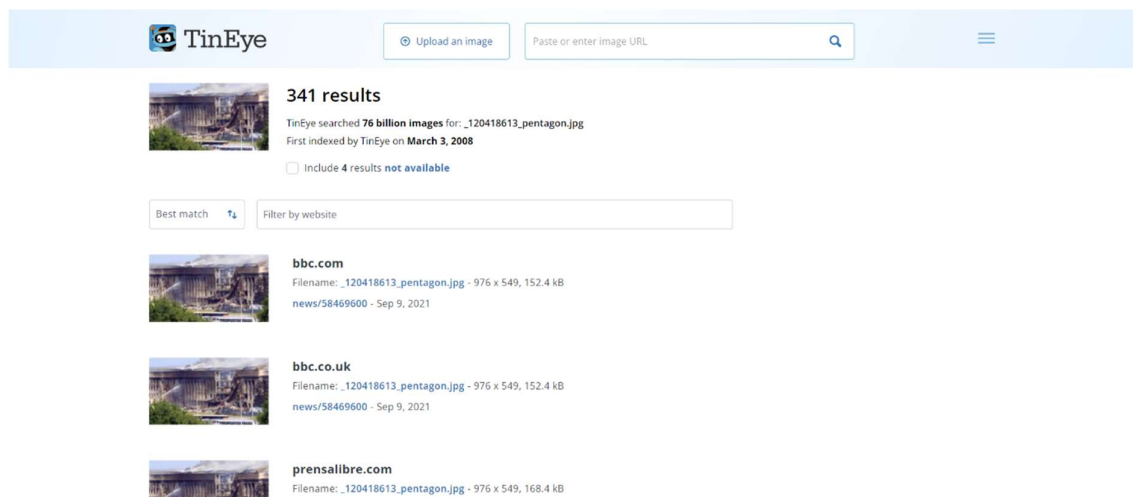 TinEye
Upload an image
Paste or enter image URL
341 results
TinEye searched 76 billion images for: _120418613_pentagon.jpg
First indexed by TinEye on March 3, 2008
Include 4 results not available
Best match
Filter by website
bbc.com
Filename: _120418613_pentagon.jpg - 976 x 549, 152.4 kB
news/58469600 - Sep 9, 2021
bbc.co.uk
Filename: _120418613_pentagon.jpg - 976 x 549, 152.4 kB
news/58469600 - Sep 9, 2021
prensalibre.com
Filename: _120418613_pentagon.jpg - 976 x 549, 168.4 kB